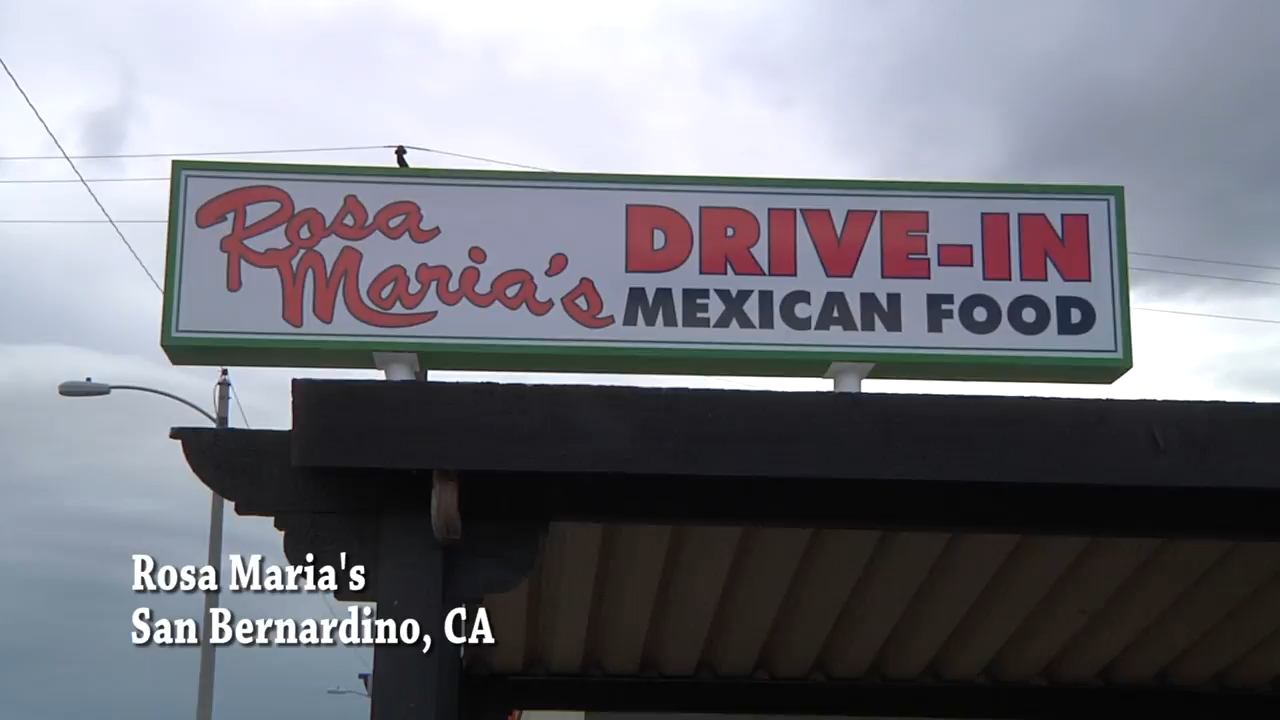 Rosa
Maria's
DRIVE-IN
MEXICAN FOOD
Rosa Maria's
San Bernardino, CA